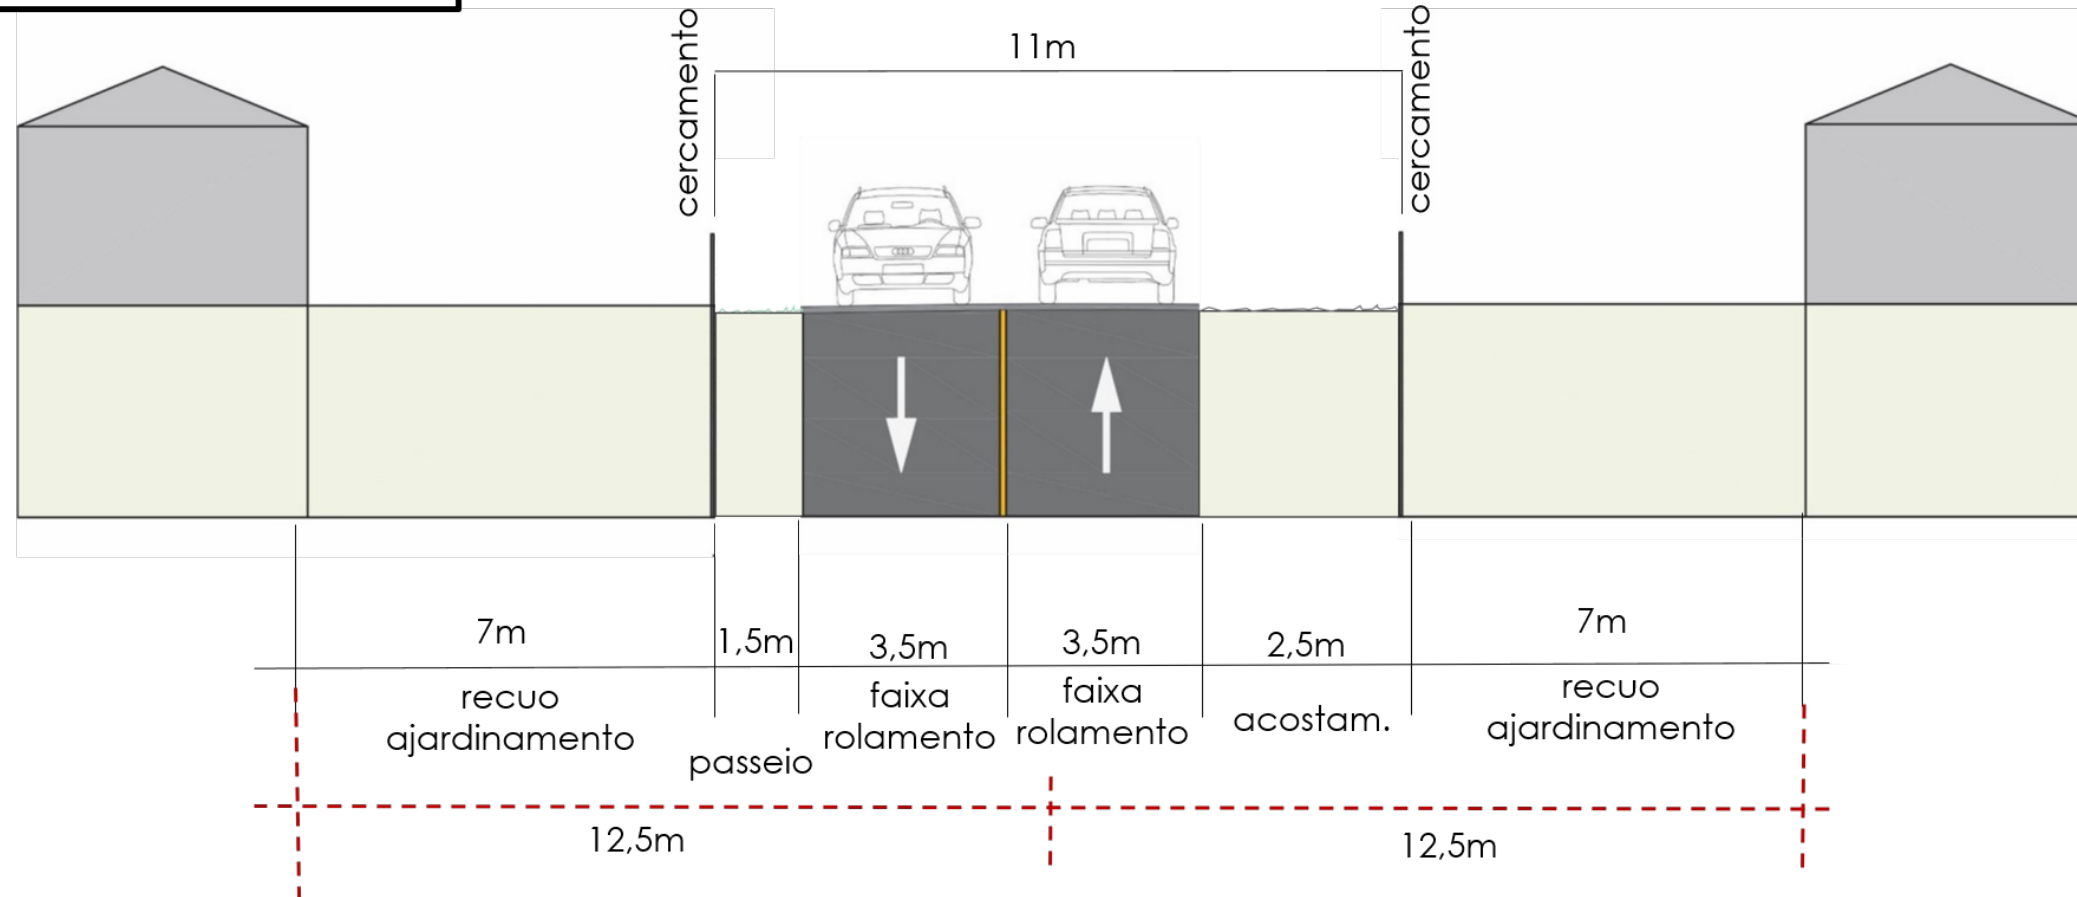 cercamento
11m
cercamento
7m
1,5m
3,5m
3,5m
2,5m
7m
recuo
ajardinamento
passeio
faixa
rolamento
faixa
rolamento
acostam.
recuo
ajardinamento
12,5m
12,5m